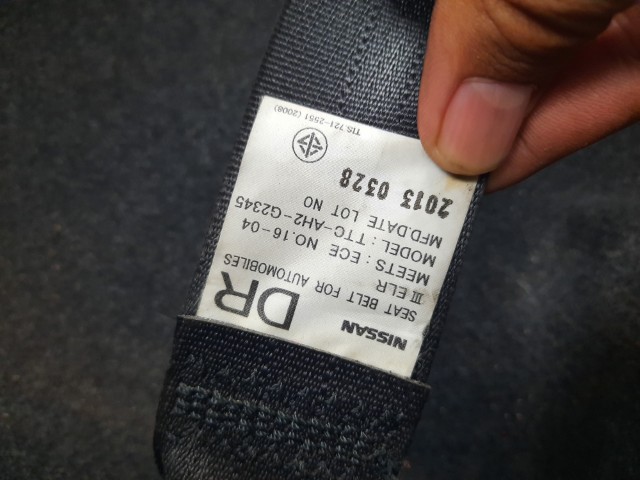 NISSAN
SEAT BELT FOR AUTOMOBILES
DR
III ELR
MEETS : ECE NO.16-04
MODEL : TTC-AH2-G2345
MFD.DATE LOT NO
2013 0328
TIS.721-2551 (2008)